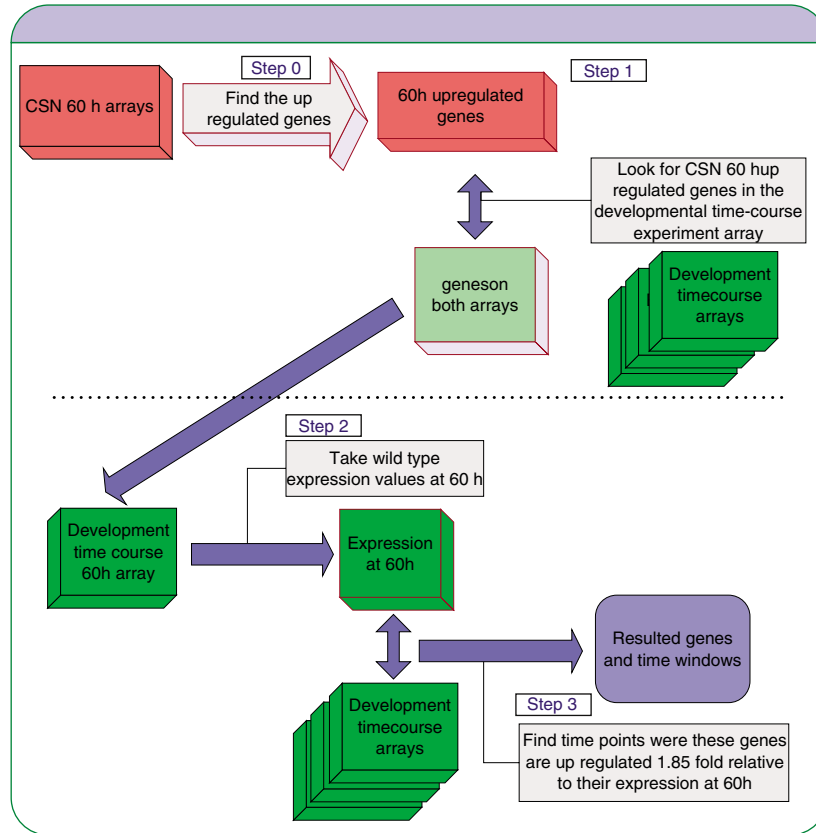 Step 0
Step 1
CSN 60 h arrays
Find the up
regulated genes
60h upregulated
genes
Look for CSN 60 hup
regulated genes in the
developmental time-course
experiment array
geneson
both arrays
Development
timecourse
arrays
Step 2
Take wild type
expression values at 60 h
Development
time course
60h array
Expression
at 60h
Resulted genes
and time windows
Development
timecourse
arrays
Step 3
Find time points were these genes
are up regulated 1.85 fold relative
to their expression at 60h